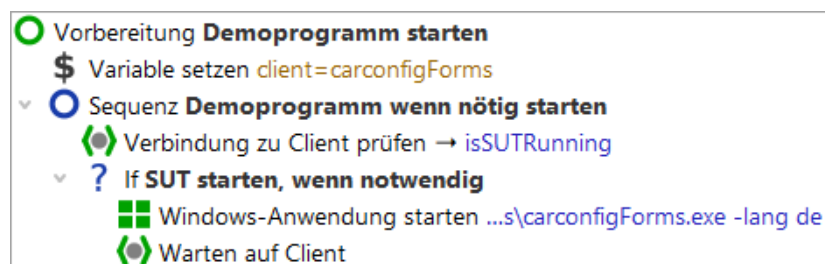 Vorbereitung Demoprogramm starten
$ Variable setzen client=carconfigForms
Sequenz Demoprogramm wenn nötig starten
Verbindung zu Client prüfen → isSUTRunning
? If SUT starten, wenn notwendig
Windows-Anwendung starten ...s\carconfigForms.exe -lang de
Warten auf Client